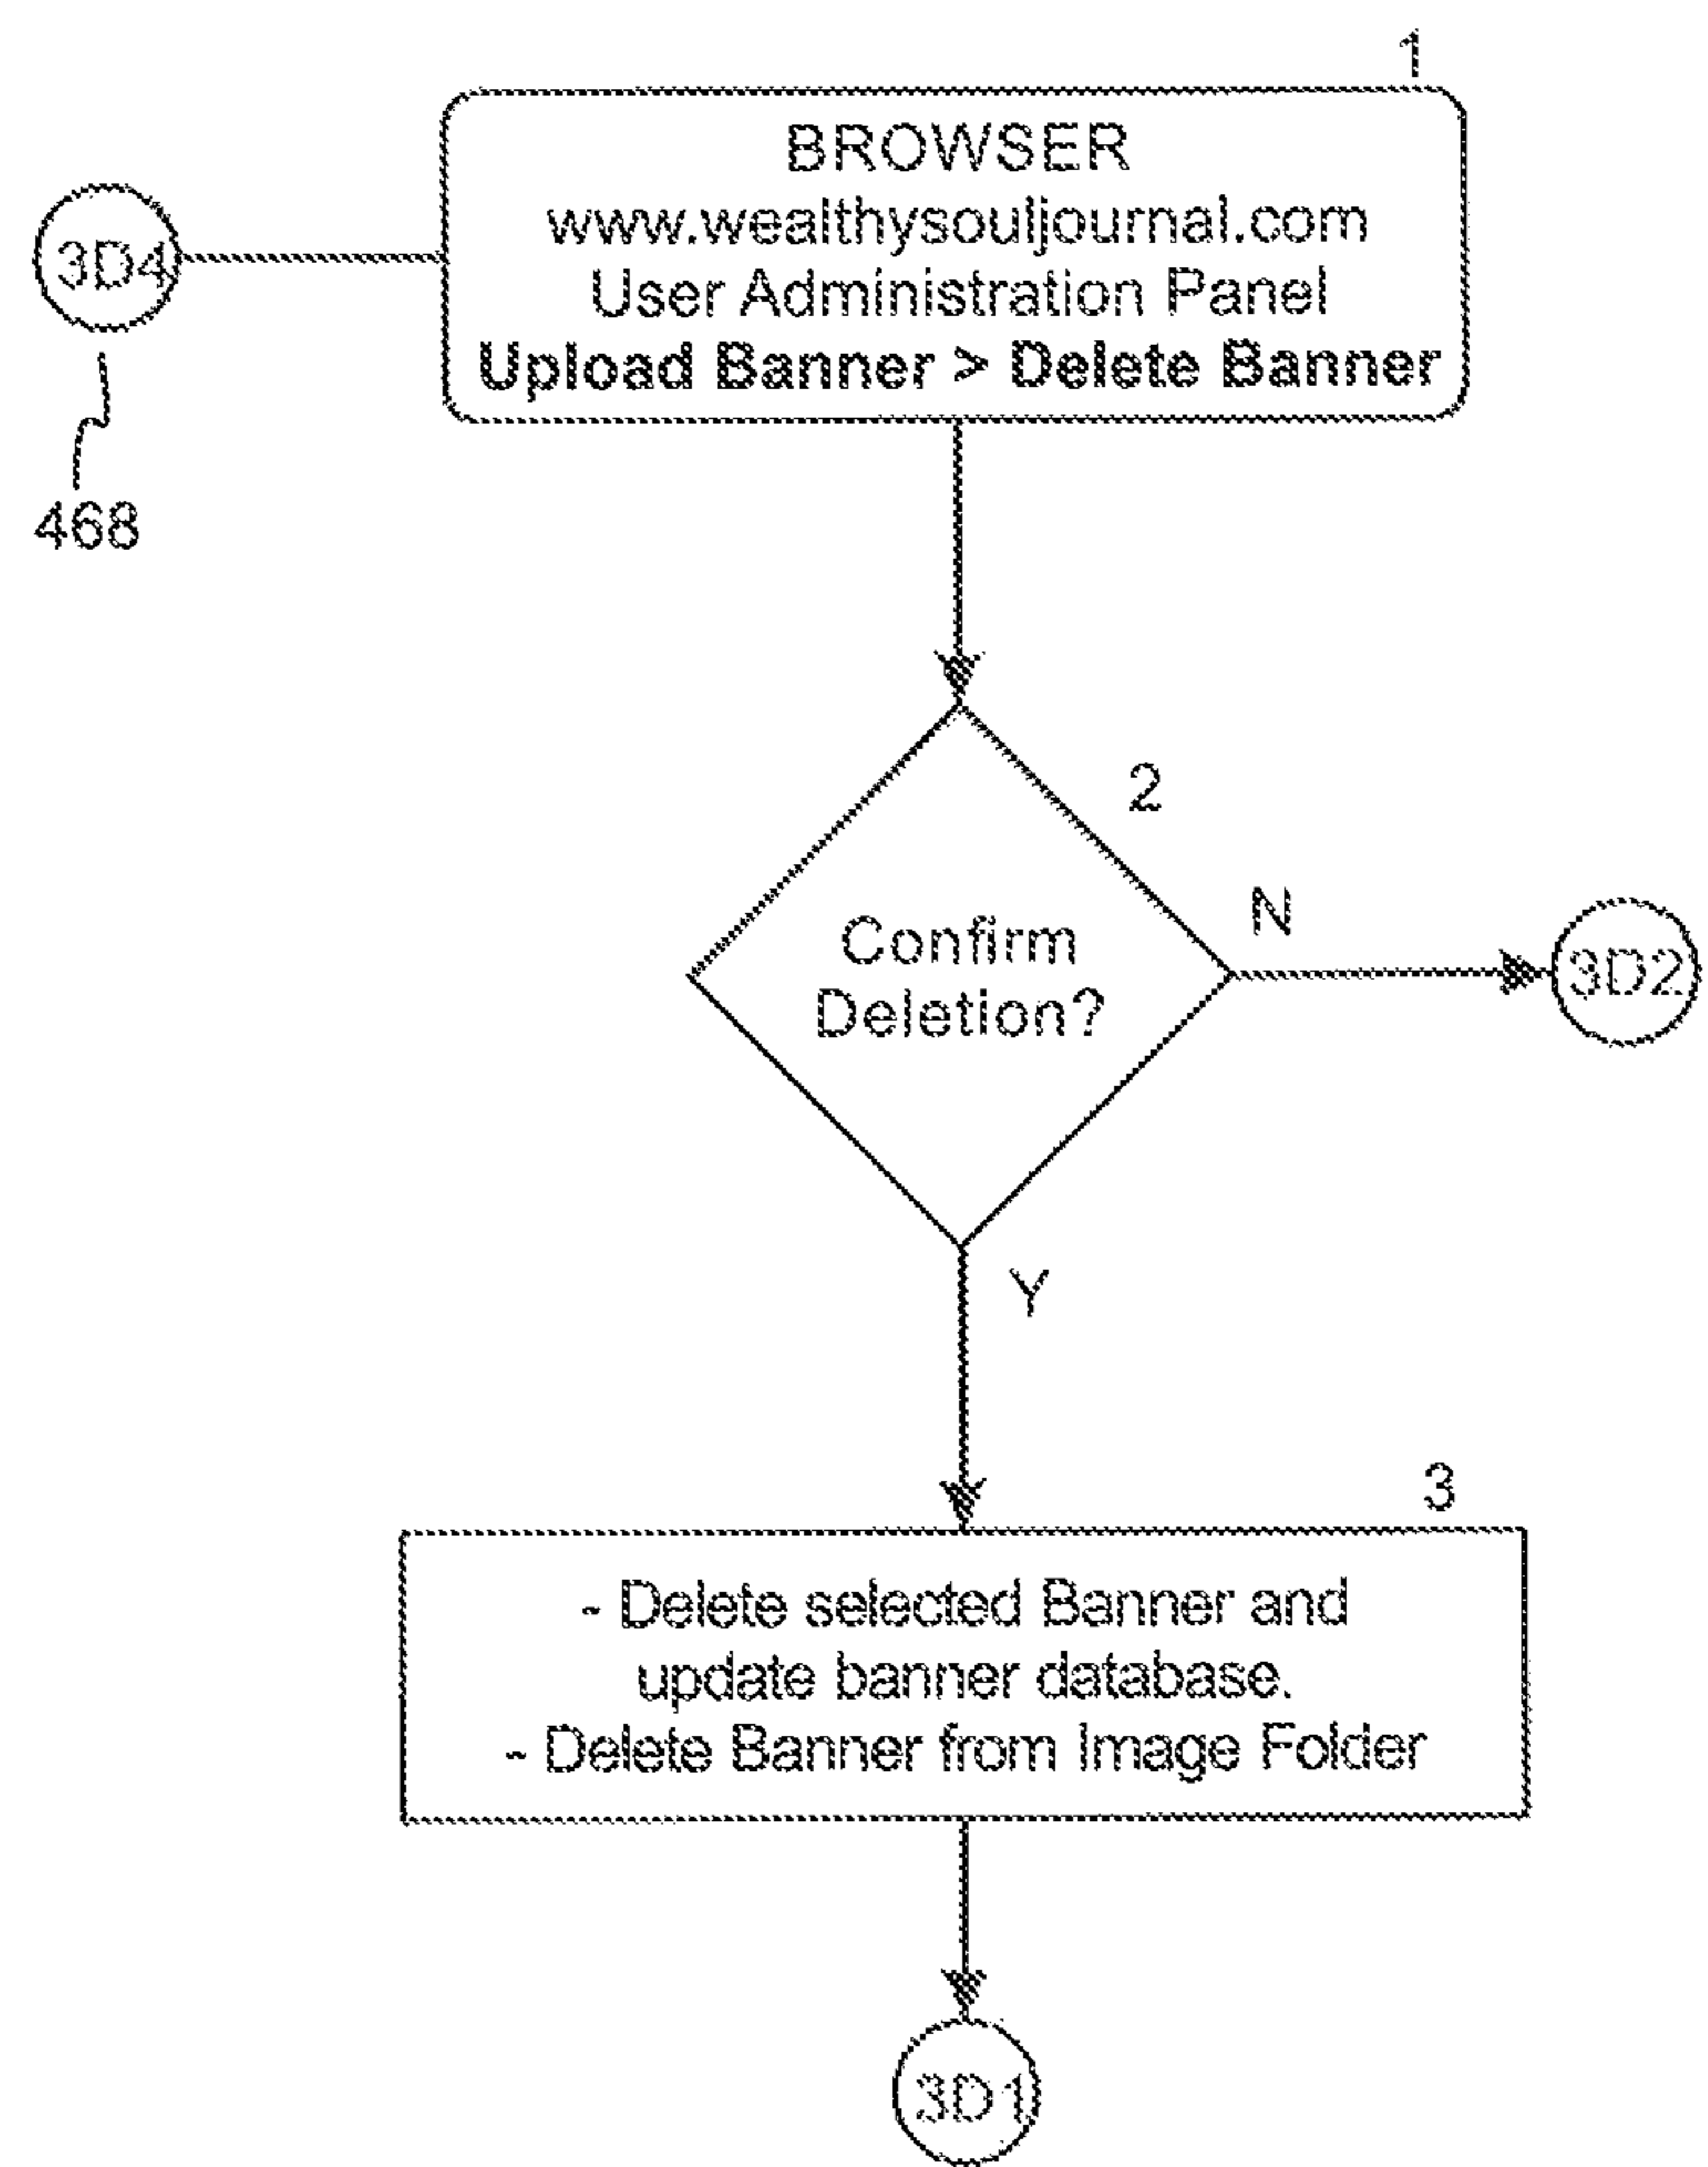 1
BROWSER
www.wealthysouljournal.com
User Administration Panel
Upload Banner > Delete Banner
3D4
468
2
Confirm
Deletion?
N
3D2
Y
3
- Delete selected Banner and
update banner database.
- Delete Banner from Image Folder
3D1